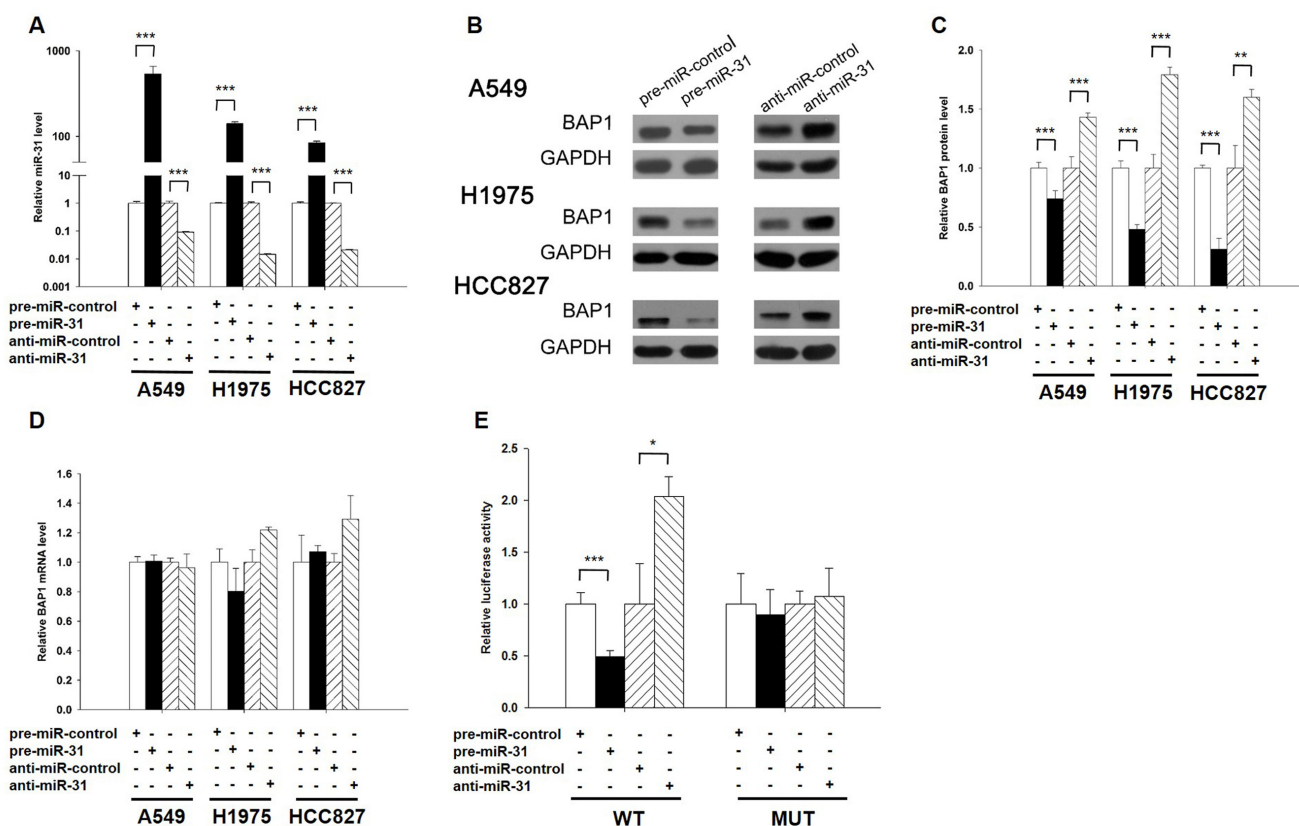 A
***
***
***
***
***
***
Relative miR-31 level
1000
100
10
1
0.1
0.01
0.001
pre-miR-control + - - - + - - - + - - -
pre-miR-31 - + - - - + - - - + - -
anti-miR-control - - + - - - + - - - + -
anti-miR-31 - - - + - - - + - - - +
A549 H1975 HCC827
B
pre-miR-control
pre-miR-31
anti-miR-control
anti-miR-31
A549
BAP1
GAPDH
H1975
BAP1
GAPDH
HCC827
BAP1
GAPDH
C
***
***
***
***
***
**
Relative BAP1 protein level
2.0
1.5
1.0
0.5
0.0
pre-miR-control + - - - + - - - + - - -
pre-miR-31 - + - - - + - - - + - -
anti-miR-control - - + - - - + - - - + -
anti-miR-31 - - - + - - - + - - - +
A549 H1975 HCC827
D
Relative BAP1 mRNA level
1.6
1.4
1.2
1.0
0.8
0.6
0.4
0.2
0.0
pre-miR-control + - - - + - - - + - - -
pre-miR-31 - + - - - + - - - + - -
anti-miR-control - - + - - - + - - - + -
anti-miR-31 - - - + - - - + - - - +
A549 H1975 HCC827
E
***
*
Relative luciferase activity
2.5
2.0
1.5
1.0
0.5
0.0
pre-miR-control + - - - + - - -
pre-miR-31 - + - - - + - -
anti-miR-control - - + - - - + -
anti-miR-31 - - - + - - - +
WT MUT